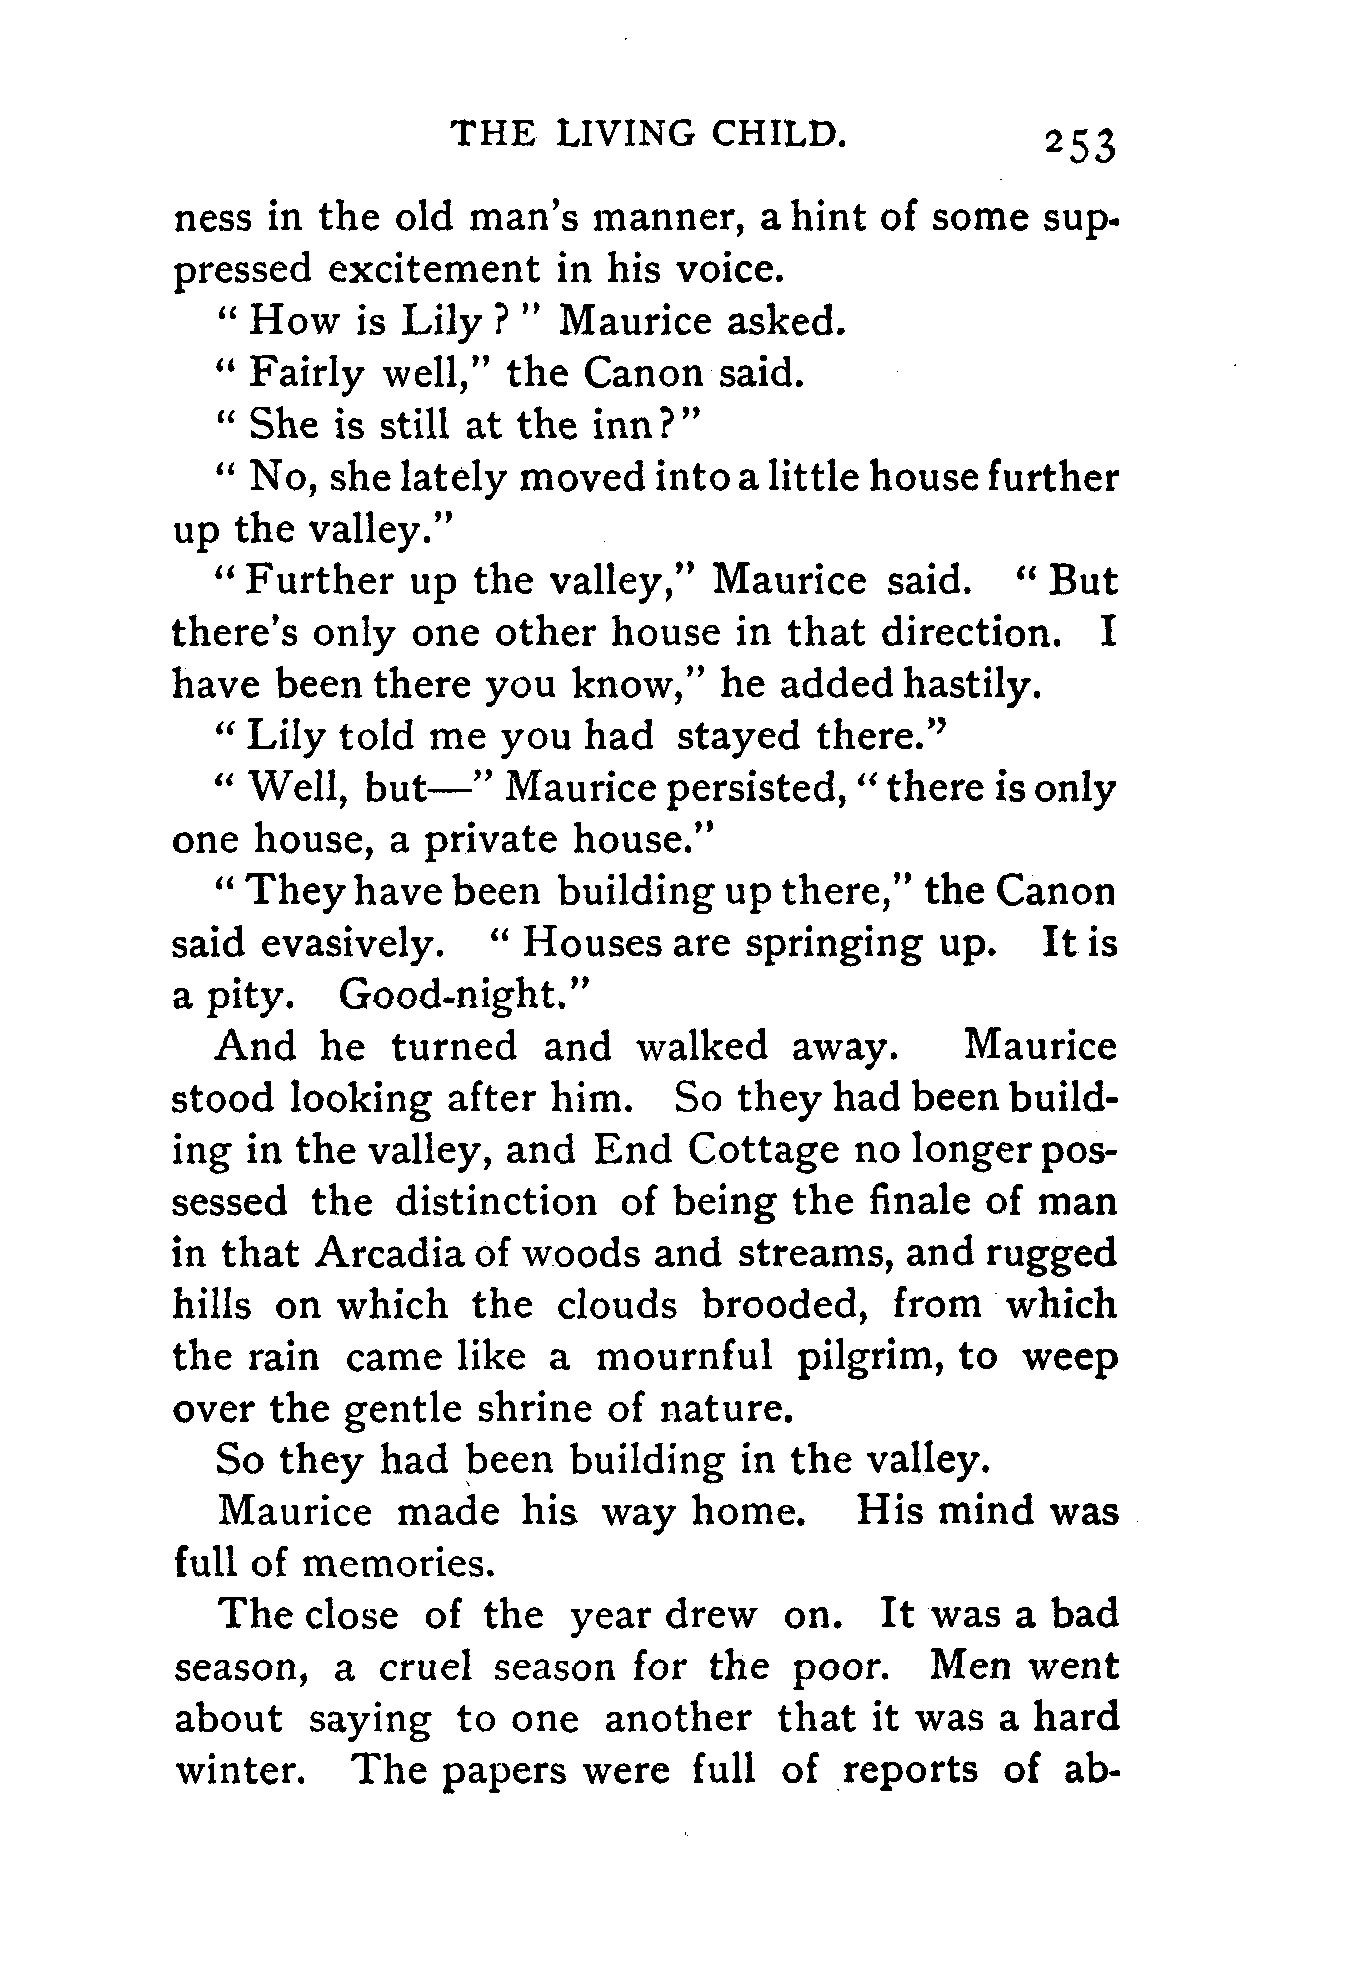 THE LIVING CHILD. 253
ness in the old man's manner, a hint of some sup-
pressed excitement in his voice.
“ How is Lily ? ” Maurice asked.
“ Fairly well,” the Canon said.
“ She is still at the inn?”
“ No, she lately moved into a little house further
up the valley.”
“ Further up the valley,” Maurice said. “ But
there's only one other house in that direction. I
have been there you know,” he added hastily.
“ Lily told me you had stayed there.”
“ Well, but—” Maurice persisted, “ there is only
one house, a private house.”
“ They have been building up there,” the Canon
said evasively. “ Houses are springing up. It is
a pity. Good-night.”
And he turned and walked away. Maurice
stood looking after him. So they had been build-
ing in the valley, and End Cottage no longer pos-
sessed the distinction of being the finale of man
in that Arcadia of woods and streams, and rugged
hills on which the clouds brooded, from which
the rain came like a mournful pilgrim, to weep
over the gentle shrine of nature.
So they had been building in the valley.
Maurice made his way home. His mind was
full of memories.
The close of the year drew on. It was a bad
season, a cruel season for the poor. Men went
about saying to one another that it was a hard
winter. The papers were full of reports of ab-